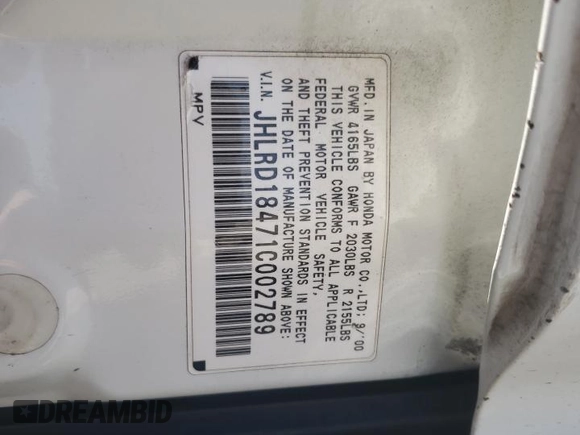 MFD. IN JAPAN BY HONDA MOTOR CO.,LTD: 9/'00
GVWR 4165LBS GAWR F 2030LBS R 2155LBS
THIS VEHICLE CONFORMS TO ALL APPLICABLE
FEDERAL MOTOR VEHICLE SAFETY,
AND THEFT PREVENTION STANDARDS IN EFFECT
ON THE DATE OF MANUFACTURE SHOWN ABOVE:
V.I.N. JHLRD18471C002789
MPV
DREAMBID